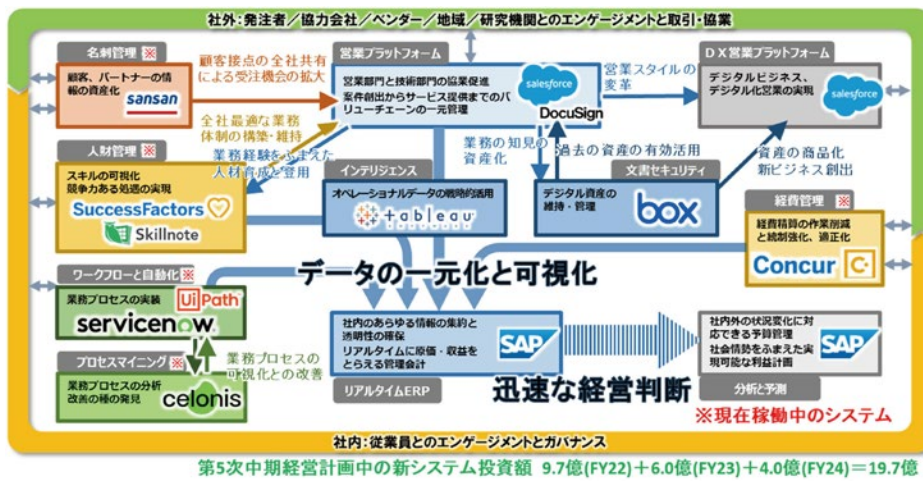 社外：発注者／協力会社／ベンダー／地域／研究機関とのエンゲージメントと取引・協業
名刺管理 ※
顧客、パートナーの情
報の資産化
sansan
顧客接点の全社共有
による受注機会の拡大
営業プラットフォーム
営業部門と技術部門の協業促進
案件創出からサービス提供までのバ
リューチェーンの一元管理
salesforce
DocuSign
営業スタイルの
変革
DX営業プラットフォーム
デジタルビジネス、
デジタル化営業の実現
salesforce
全社最適な業務
体制の構築・維持
業務経験をふまえた
人材育成と登用
業務の知見の
資産化
過去の資産の有効活用
資産の商品化
新ビジネス創出
人財管理 ※
スキルの可視化
競争力ある処遇の実現
SuccessFactors
Skillnote
インテリジェンス
オペレーショナルデータの戦略的活用
tableau
文書セキュリティ
デジタル資産の
維持・管理
box
経費管理 ※
経費精算の作業削減
と統制強化、適正化
Concur C
データの一元化と可視化
ワークフローと自動化 ※
業務プロセスの実装
UiPath
servicenow
業務プロセスの
可視化との改善
プロセスマイニング ※
業務プロセスの分析
改善の種の発見
celonis
社内のあらゆる情報の集約と
透明性の確保
リアルタイムに原価・収益を
とらえる管理会計
SAP
リアルタイムERP
迅速な経営判断
社内外の状況変化に対
応できる予算管理
社会情勢をふまえた実
現可能な利益計画
SAP
分析と予測
※現在稼働中のシステム
社内：従業員とのエンゲージメントとガバナンス
第5次中期経営計画中の新システム投資額 9.7億(FY22)＋6.0億(FY23)＋4.0億(FY24)＝19.7億